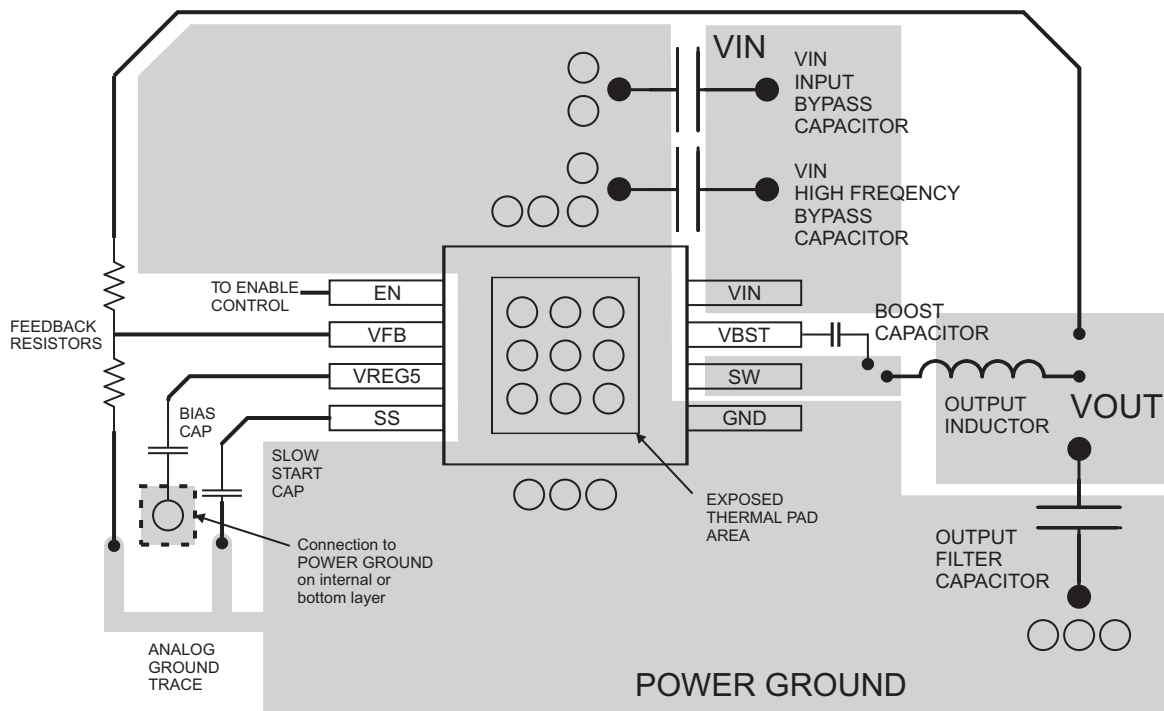 VIN
VIN
INPUT
BYPASS
CAPACITOR
VIN
HIGH FREQENCY
BYPASS
CAPACITOR
TO ENABLE
CONTROL
EN
VFB
VREG5
SS
VIN
VBST
SW
GND
BOOST
CAPACITOR
FEEDBACK
RESISTORS
BIAS
CAP
SLOW
START
CAP
OUTPUT
INDUCTOR
VOUT
EXPOSED
THERMAL PAD
AREA
Connection to
POWER GROUND
on internal or
bottom layer
OUTPUT
FILTER
CAPACITOR
ANALOG
GROUND
TRACE
POWER GROUND